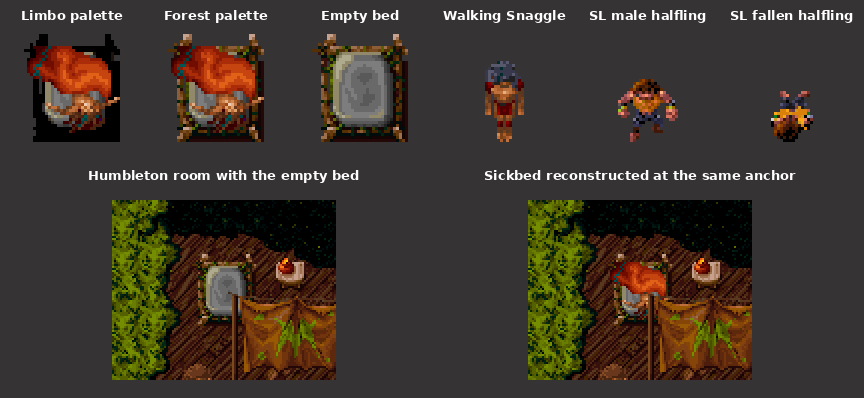 Limbo palette
Forest palette
Empty bed
Walking Snaggle
SL male halfling
SL fallen halfling
Humbleton room with the empty bed
Sickbed reconstructed at the same anchor